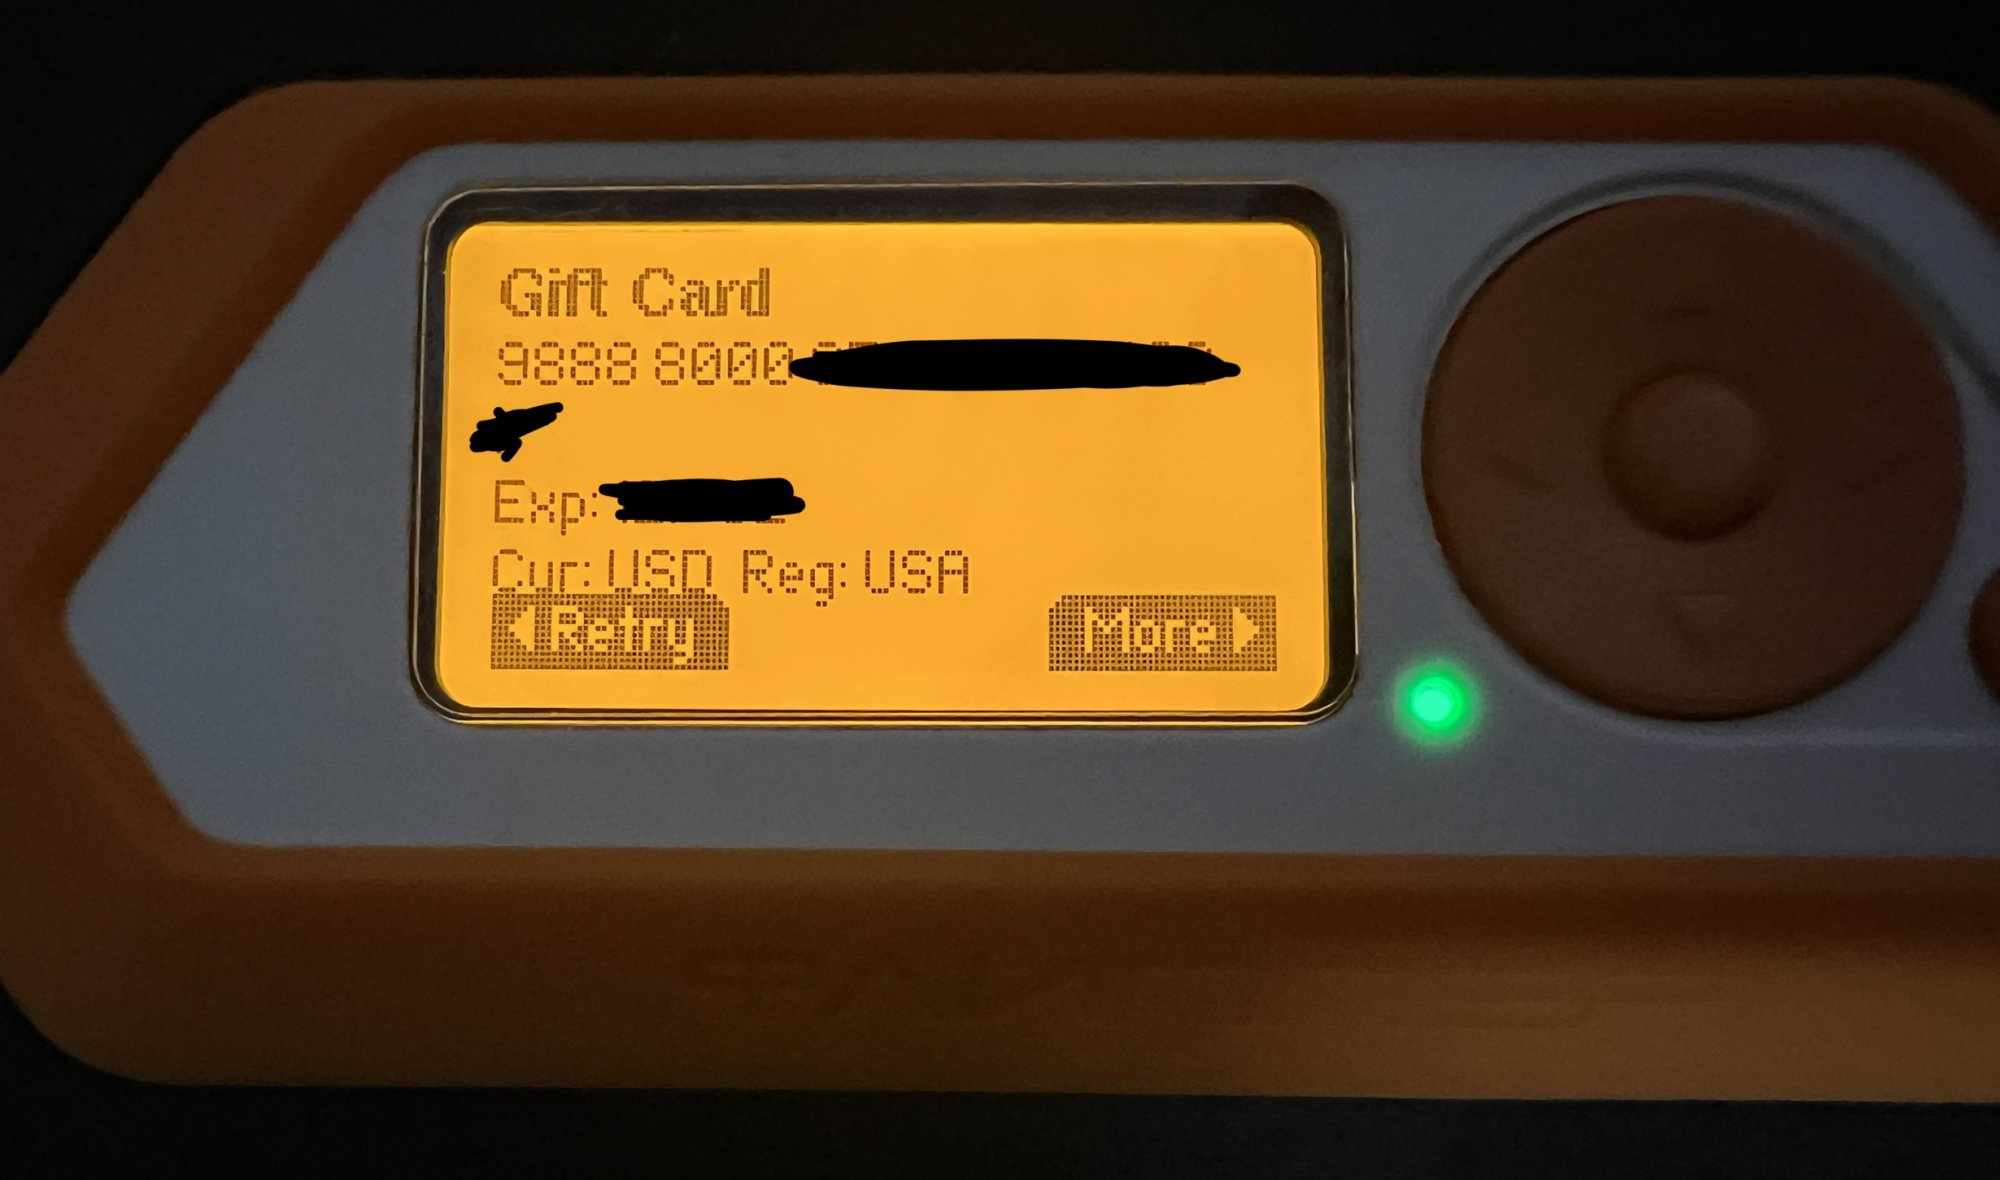 Gift Card
9888 8000
Exp:
Cur: USD Reg: USA
Retry More